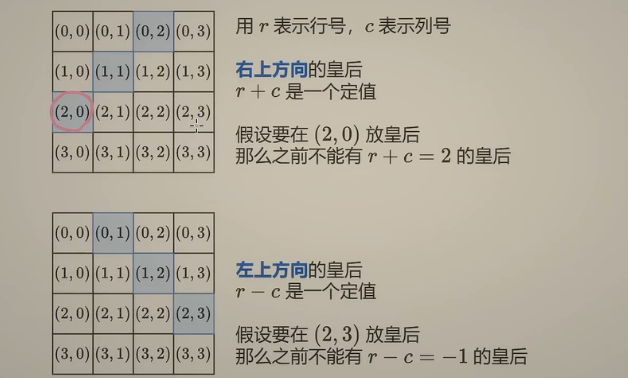 (0, 0) (0, 1) (0, 2) (0, 3)
(1, 0) (1, 1) (1, 2) (1, 3)
(2, 0) (2, 1) (2, 2) (2, 3)
(3, 0) (3, 1) (3, 2) (3, 3)
用 r 表示行号，c 表示列号
右上方向的皇后
r + c 是一个定值
假设要在 (2, 0) 放皇后
那么之前不能有 r + c = 2 的皇后
(0, 0) (0, 1) (0, 2) (0, 3)
(1, 0) (1, 1) (1, 2) (1, 3)
(2, 0) (2, 1) (2, 2) (2, 3)
(3, 0) (3, 1) (3, 2) (3, 3)
左上方向的皇后
r − c 是一个定值
假设要在 (2, 3) 放皇后
那么之前不能有 r − c = −1 的皇后